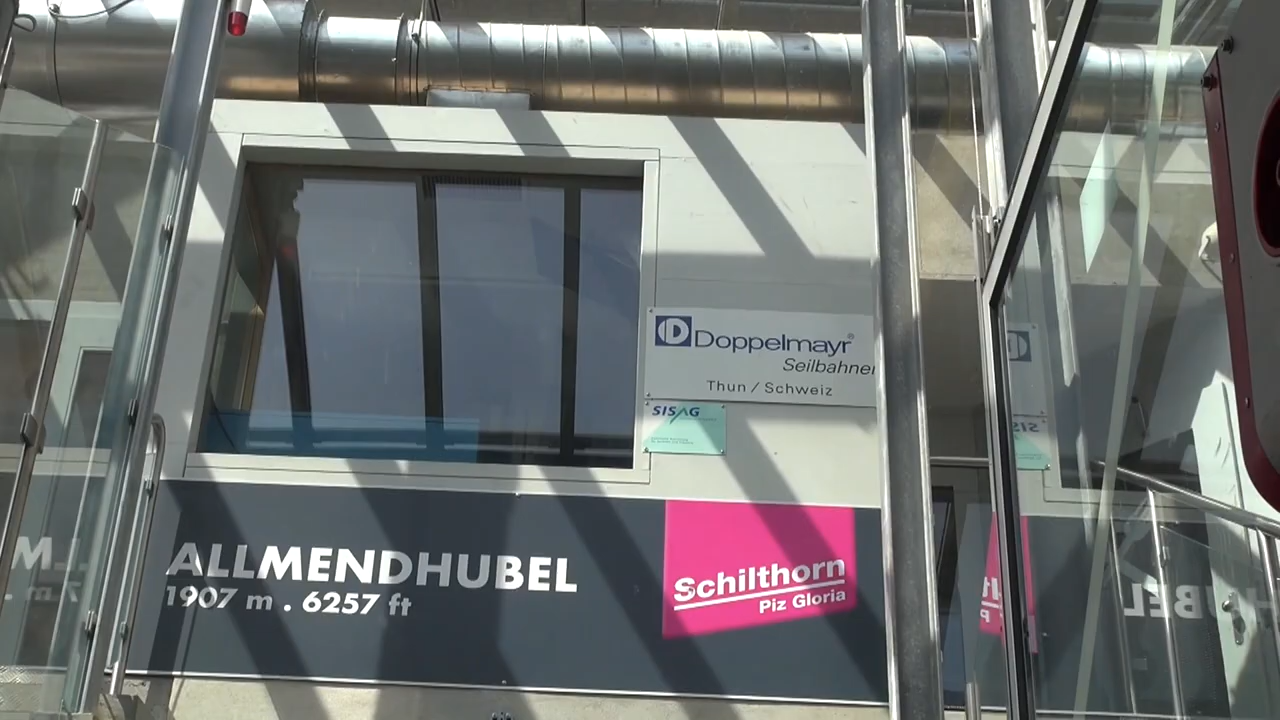 Doppelmayr®
Seilbahnen
Thun / Schweiz
SISAG
ALLMENDHUBEL
1907 m . 6257 ft
Schilthorn
Piz Gloria